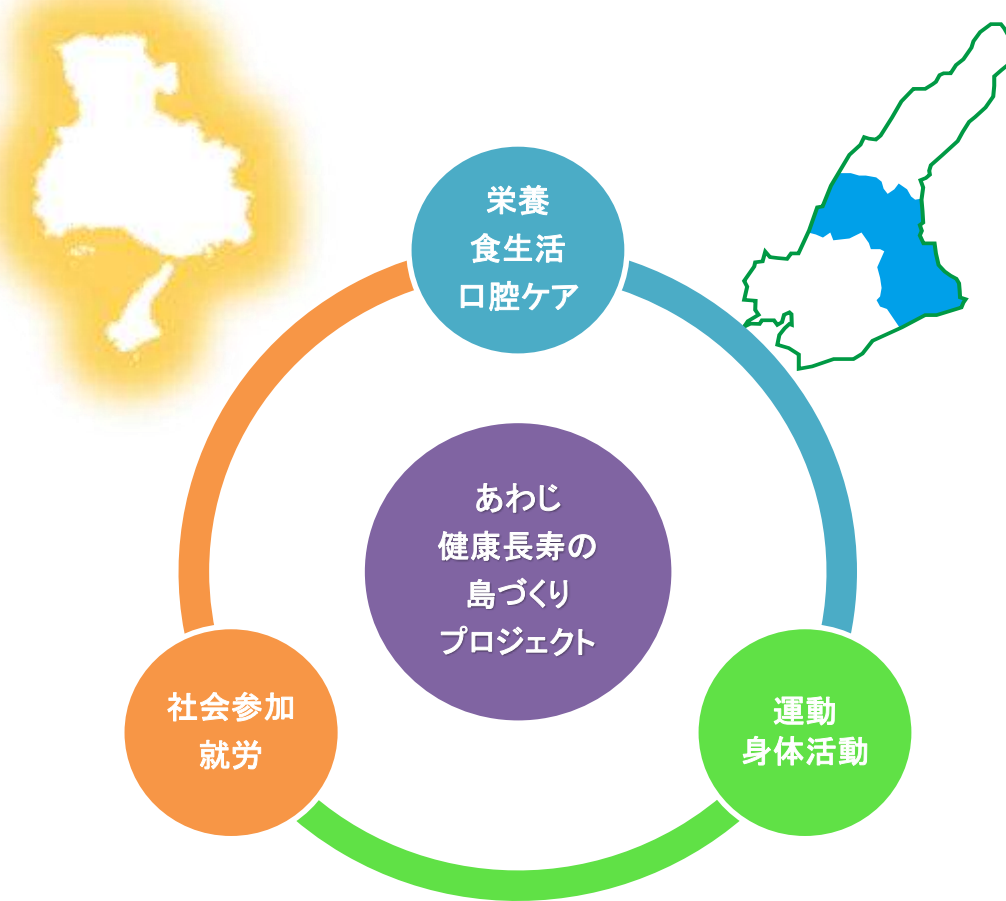 栄養
食生活
口腔ケア
あわじ
健康長寿の
島づくり
プロジェクト
社会参加
就労
運動
身体活動